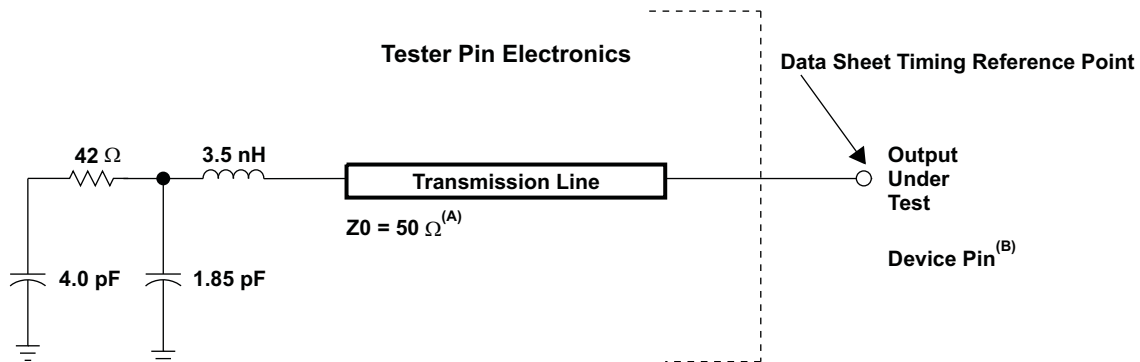 Tester Pin Electronics
Data Sheet Timing Reference Point
42 Ω
3.5 nH
Transmission Line
Output
Under
Test
Z0 = 50 Ω(A)
Device Pin(B)
4.0 pF
1.85 pF